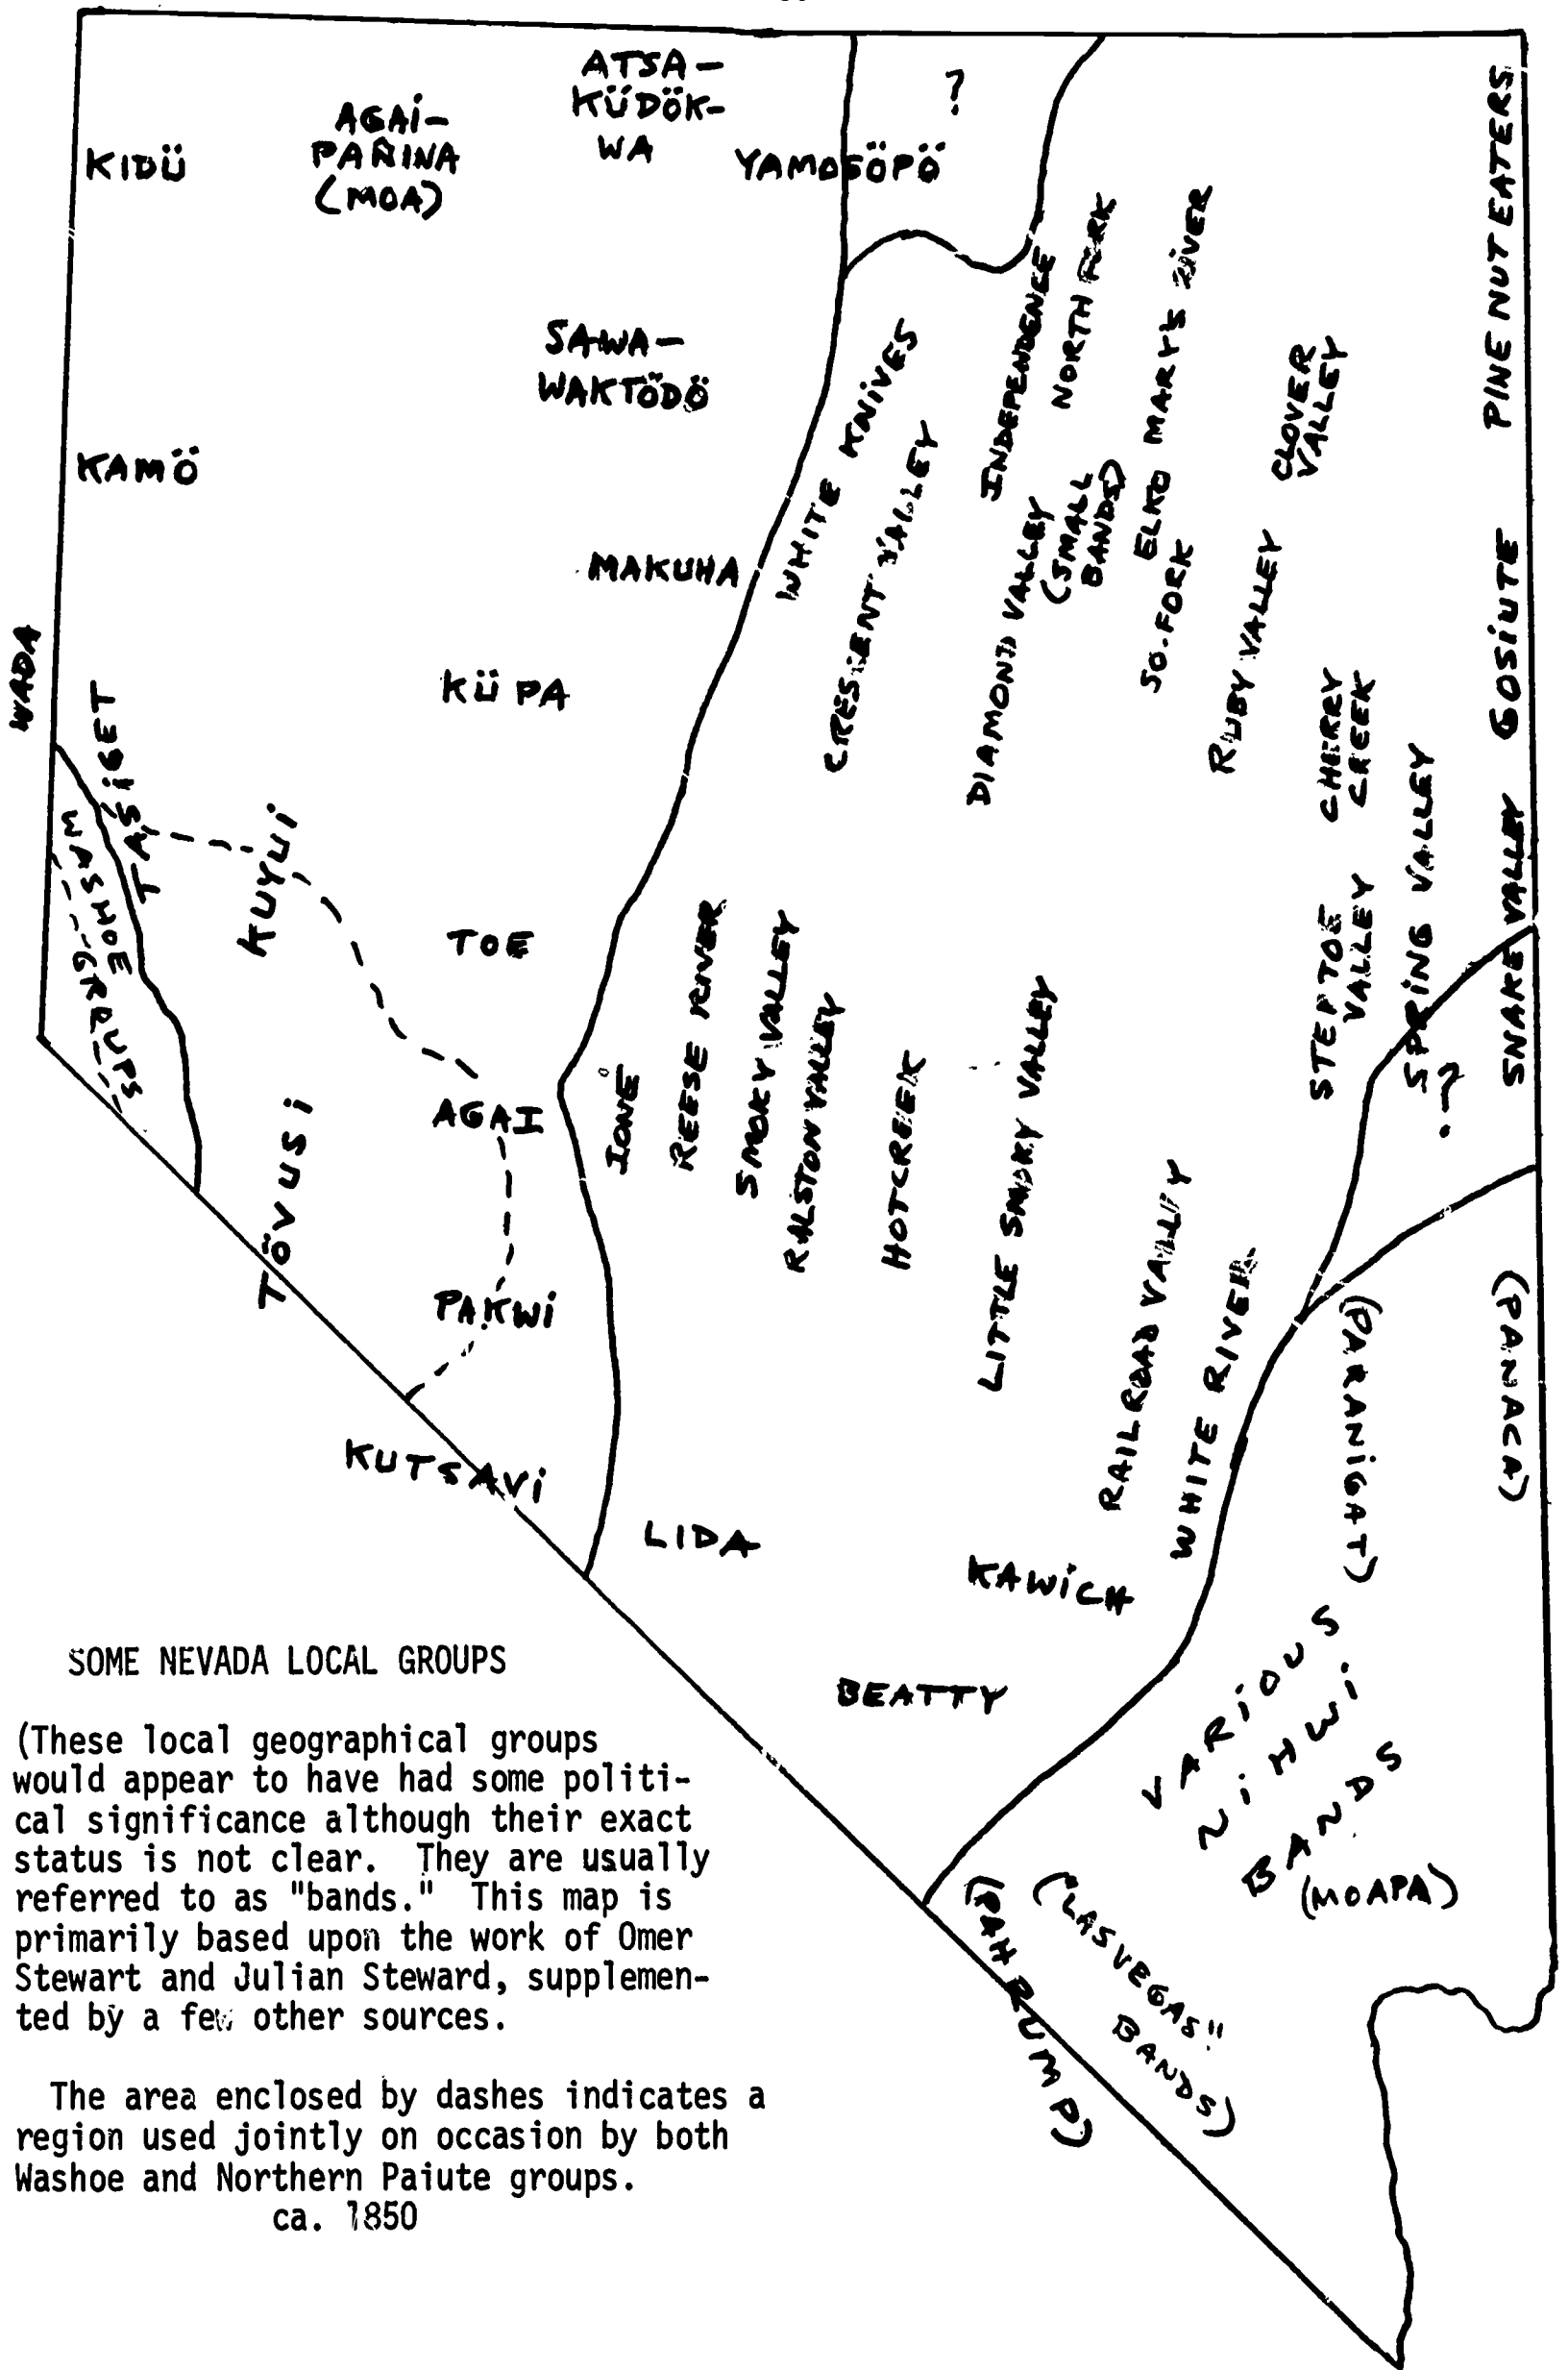 ATSA-
KÜDÖK-
WA
?
AGAI-
PAÑINA
(MOA)
KIDÜ
YAMOSÖPÖ
PINE NUT EATERS
NORTH FORK
MARY'S RIVER
INDEPENDENCE
SAWA-
WAKTÖDÖ
WHITE KNIVES
CLOVER
VALLEY
KAMÖ
CRESIENT VALLEY
ELKO
(SMALL
BANDS)
DIAMOND VALLEY
SO. FORK
MAKUHA
RUBY VALLEY
GOSIUTE
WADA
KÜPA
CHERRY
CREEK
TASIGET
KUYUI
WASHOE
GROUPS
SPRING VALLEY
SNAKE VALLEY
STEPTOE
VALLEY
TOE
REESE RIVER
SMOKY VALLEY
RALSTON VALLEY
IONE
HOTCREEK
LITTLE SMOKY VALLEY
?
AGAI
TÖVUSI
RAILROAD VALLEY
WHITE RIVER
PAKWI
(PARANIGAT)
(PANACA)
KUTSAVI
LIDA
KAWICH
BEATTY
VARIOUS
NIHWI
BANDS
(MOAPA)
("LAS VEGAS"
BANDS)
(PAHRUMP)
SOME NEVADA LOCAL GROUPS
(These local geographical groups
would appear to have had some politi-
cal significance although their exact
status is not clear. They are usually
referred to as "bands." This map is
primarily based upon the work of Omer
Stewart and Julian Steward, supplemen-
ted by a few other sources.
The area enclosed by dashes indicates a
region used jointly on occasion by both
Washoe and Northern Paiute groups.
ca. 1850